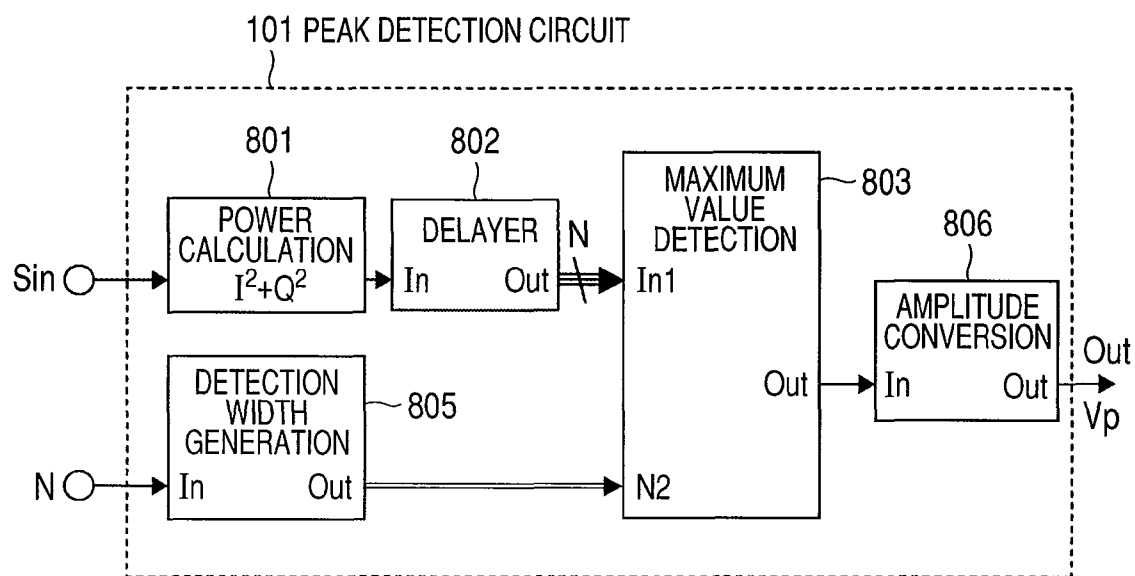 101 PEAK DETECTION CIRCUIT
801
802
POWER
CALCULATION
I²+Q²
DELAYER
In
Out
N
MAXIMUM
VALUE
DETECTION
803
In1
806
AMPLITUDE
CONVERSION
In
Out
Out
Vp
Sin
DETECTION
WIDTH
GENERATION
805
In
Out
N
Out
N2